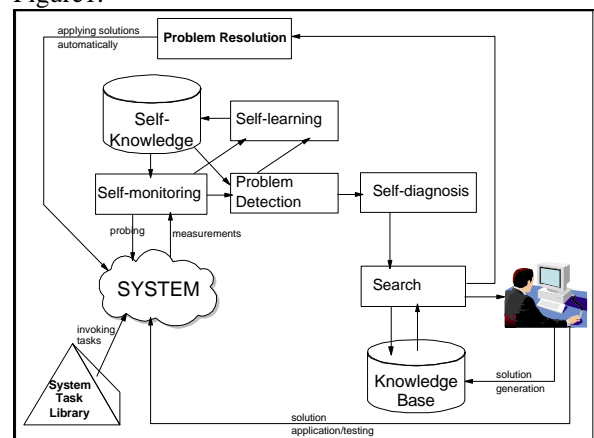 Figure1.
applying solutions
automatically
Problem Resolution
Self-
Knowledge
Self-learning
Self-monitoring
Problem
Detection
Self-diagnosis
probing
measurements
SYSTEM
Search
invoking
tasks
System
Task
Library
Knowledge
Base
solution
generation
solution
application/testing